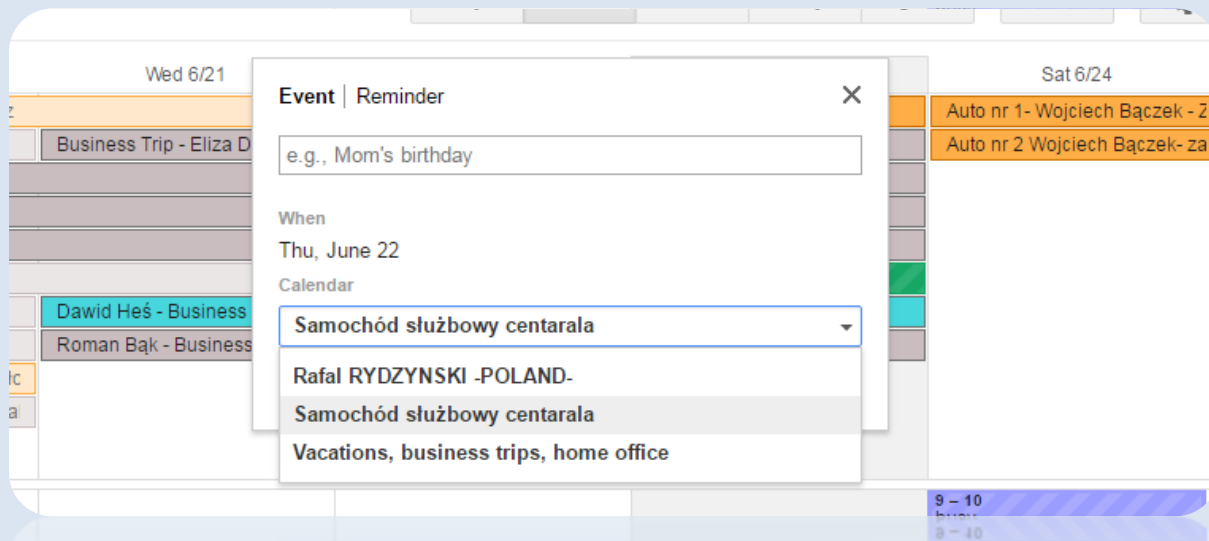 Wed 6/21
Sat 6/24
Event | Reminder
Auto nr 1- Wojciech Bączek - Z
Business Trip - Eliza D
Auto nr 2 Wojciech Bączek- za
e.g., Mom's birthday
When
Thu, June 22
Calendar
Dawid Heś - Business
Samochód służbowy centarala
Roman Bąk - Business
Rafal RYDZYNSKI -POLAND-
Samochód służbowy centarala
Vacations, business trips, home office
9 – 10